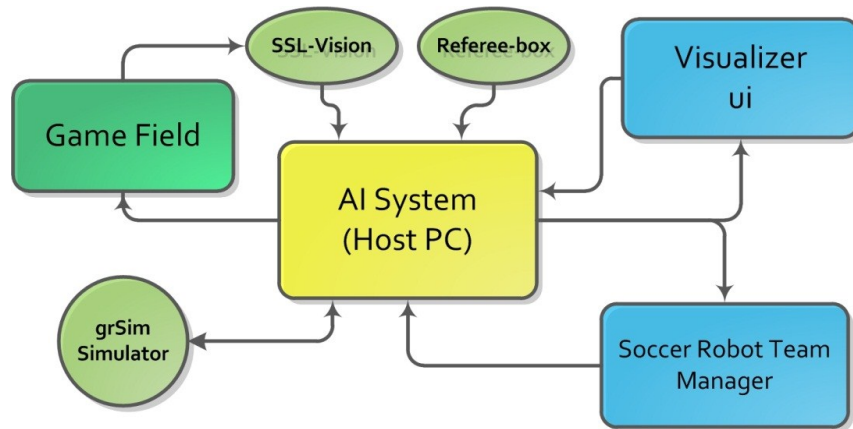 SSL-Vision
Referee-box
Visualizer
ui
Game Field
AI System
(Host PC)
grSim
Simulator
Soccer Robot Team
Manager